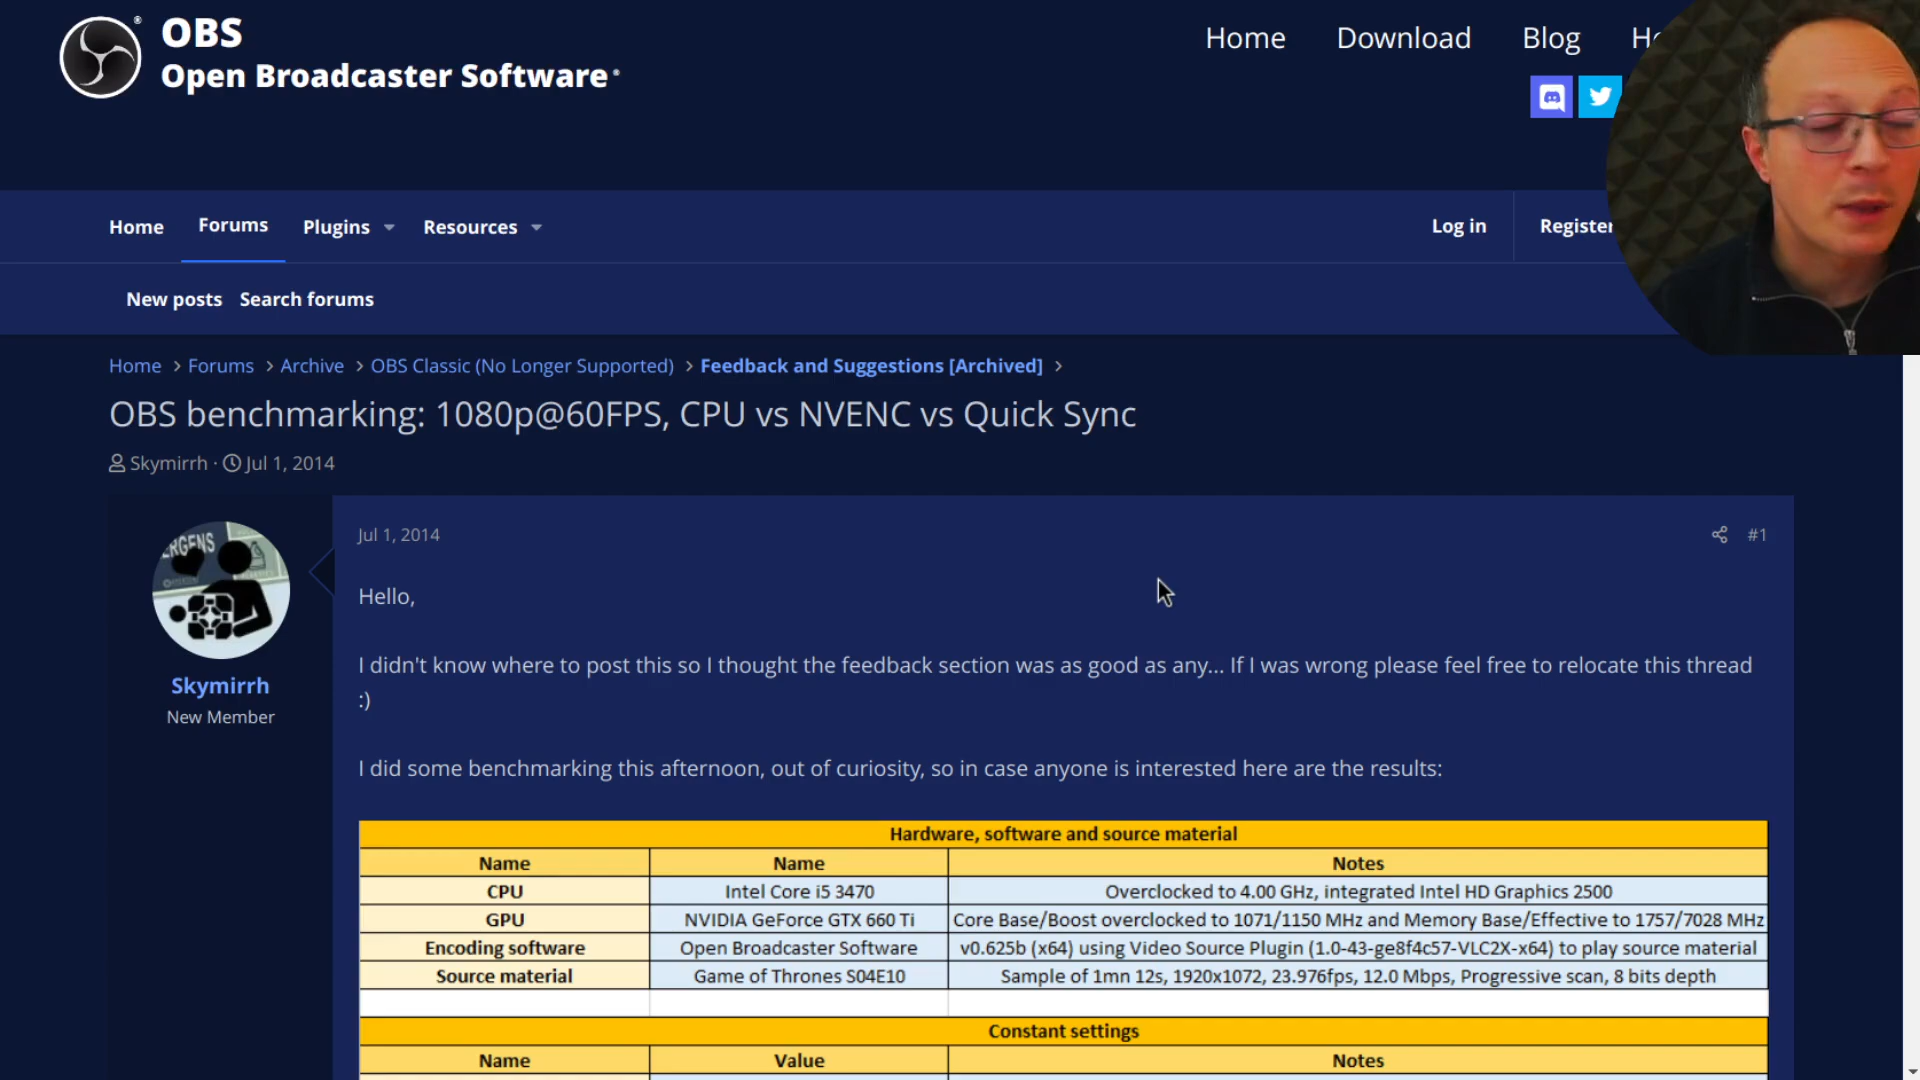 OBS
Open Broadcaster Software
Home Download Blog
Home Forums Plugins Resources Log in Register
New posts Search forums
Home > Forums > Archive > OBS Classic (No Longer Supported) > Feedback and Suggestions [Archived] >
OBS benchmarking: 1080p@60FPS, CPU vs NVENC vs Quick Sync
Skymirrh · Jul 1, 2014
Jul 1, 2014 #1
Hello,
I didn't know where to post this so I thought the feedback section was as good as any... If I was wrong please feel free to relocate this thread
:)
Skymirrh
New Member
I did some benchmarking this afternoon, out of curiosity, so in case anyone is interested here are the results:
Hardware, software and source material
Name Name Notes
CPU Intel Core i5 3470 Overclocked to 4.00 GHz, integrated Intel HD Graphics 2500
GPU NVIDIA GeForce GTX 660 Ti Core Base/Boost overclocked to 1071/1150 MHz and Memory Base/Effective to 1757/7028 MHz
Encoding software Open Broadcaster Software v0.625b (x64) using Video Source Plugin (1.0-43-ge8f4c57-VLC2X-x64) to play source material
Source material Game of Thrones S04E10 Sample of 1mn 12s, 1920x1072, 23.976fps, 12.0 Mbps, Progressive scan, 8 bits depth
Constant settings
Name Value Notes